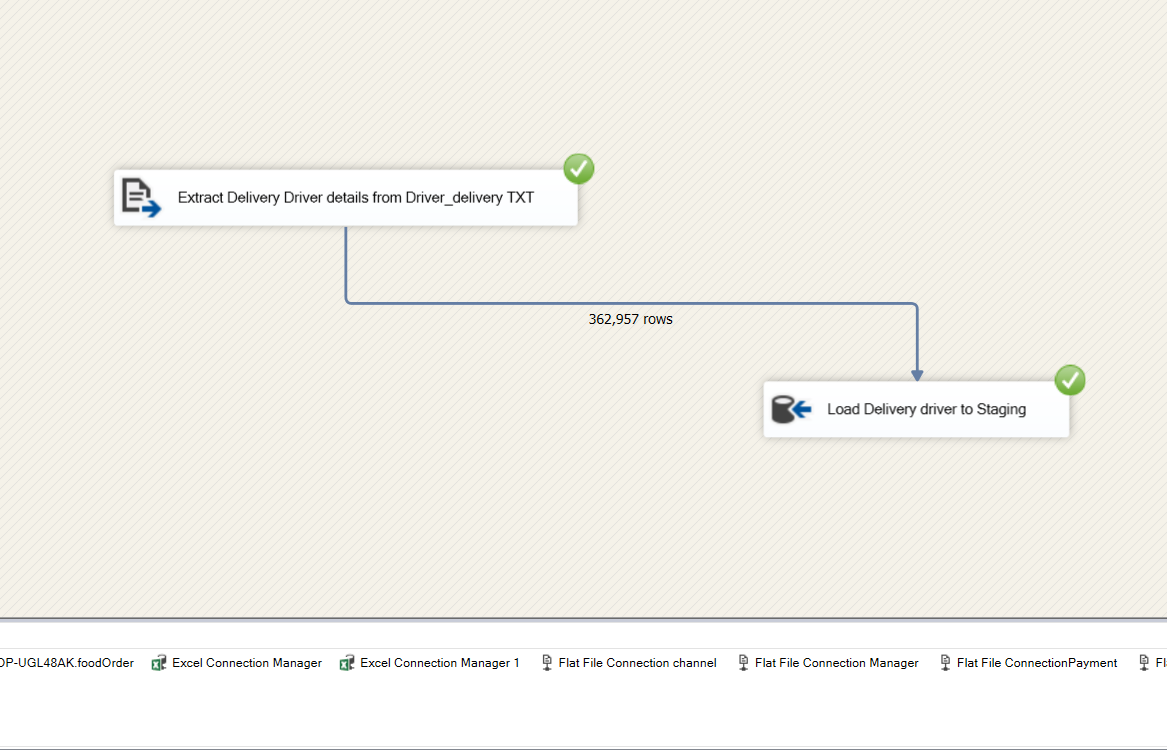 Extract Delivery Driver details from Driver_delivery TXT
362,957 rows
Load Delivery driver to Staging
OP-UGL48AK.foodOrder Excel Connection Manager Excel Connection Manager 1 Flat File Connection channel Flat File Connection Manager Flat File ConnectionPayment Fl